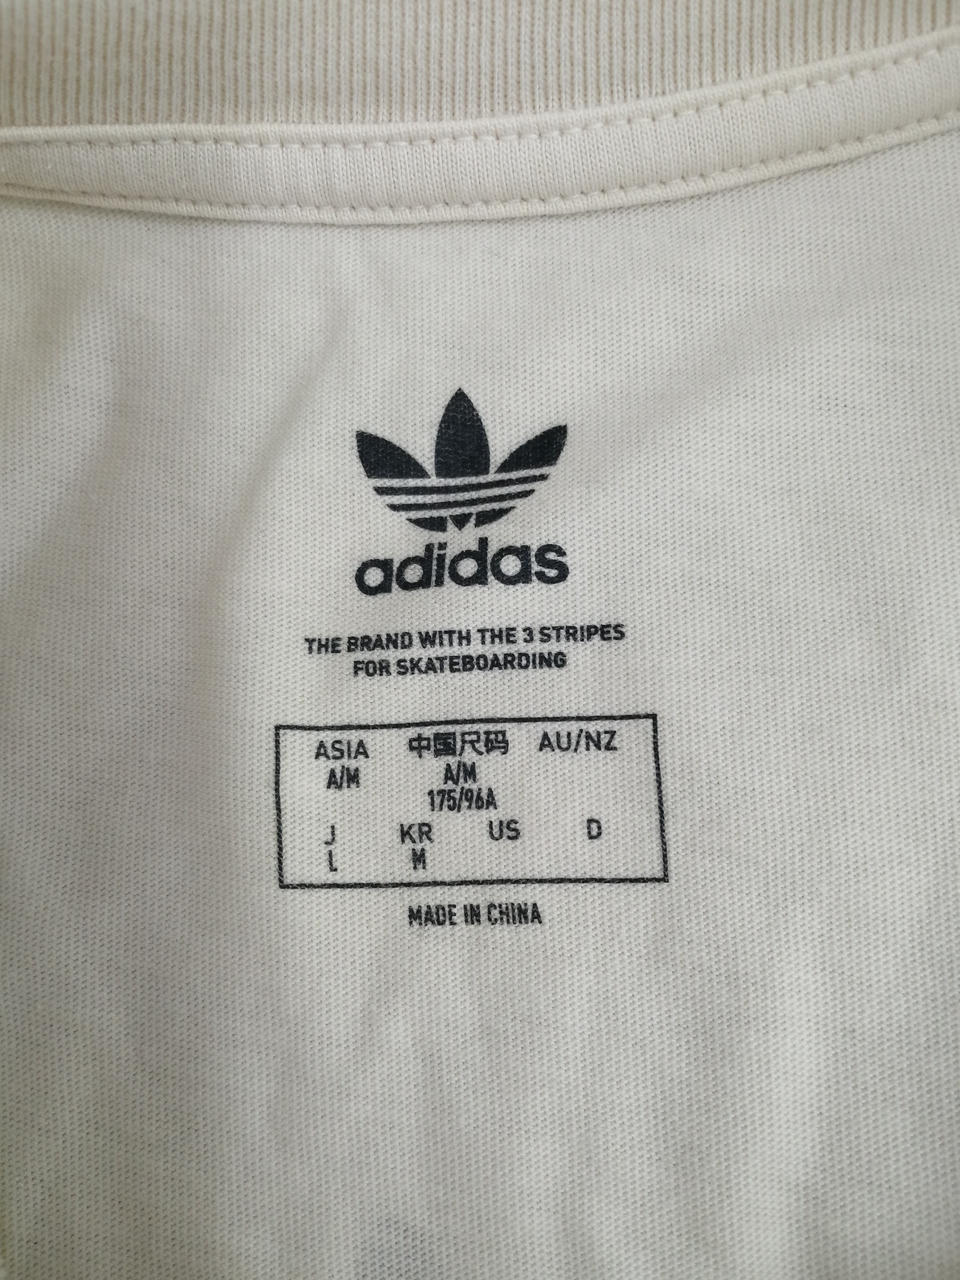 adidas
THE BRAND WITH THE 3 STRIPES
FOR SKATEBOARDING
ASIA 中国尺码 AU/NZ
A/M A/M
175/96A
J KR US D
L M
MADE IN CHINA